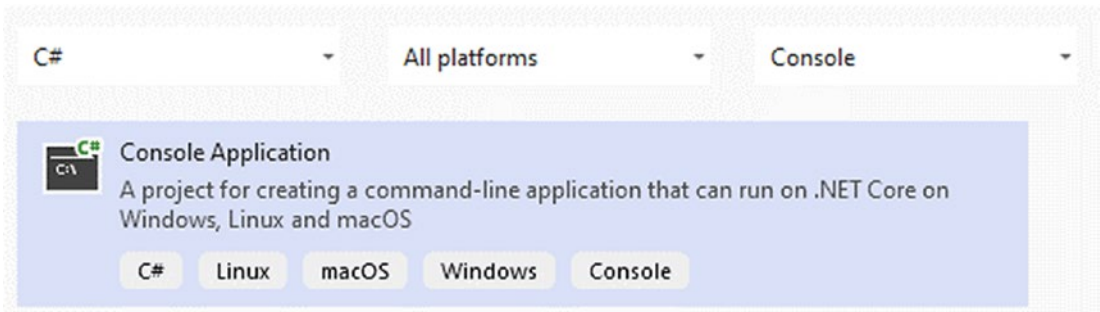 C# All platforms Console
C#
C:\
Console Application
A project for creating a command-line application that can run on .NET Core on
Windows, Linux and macOS
C# Linux macOS Windows Console